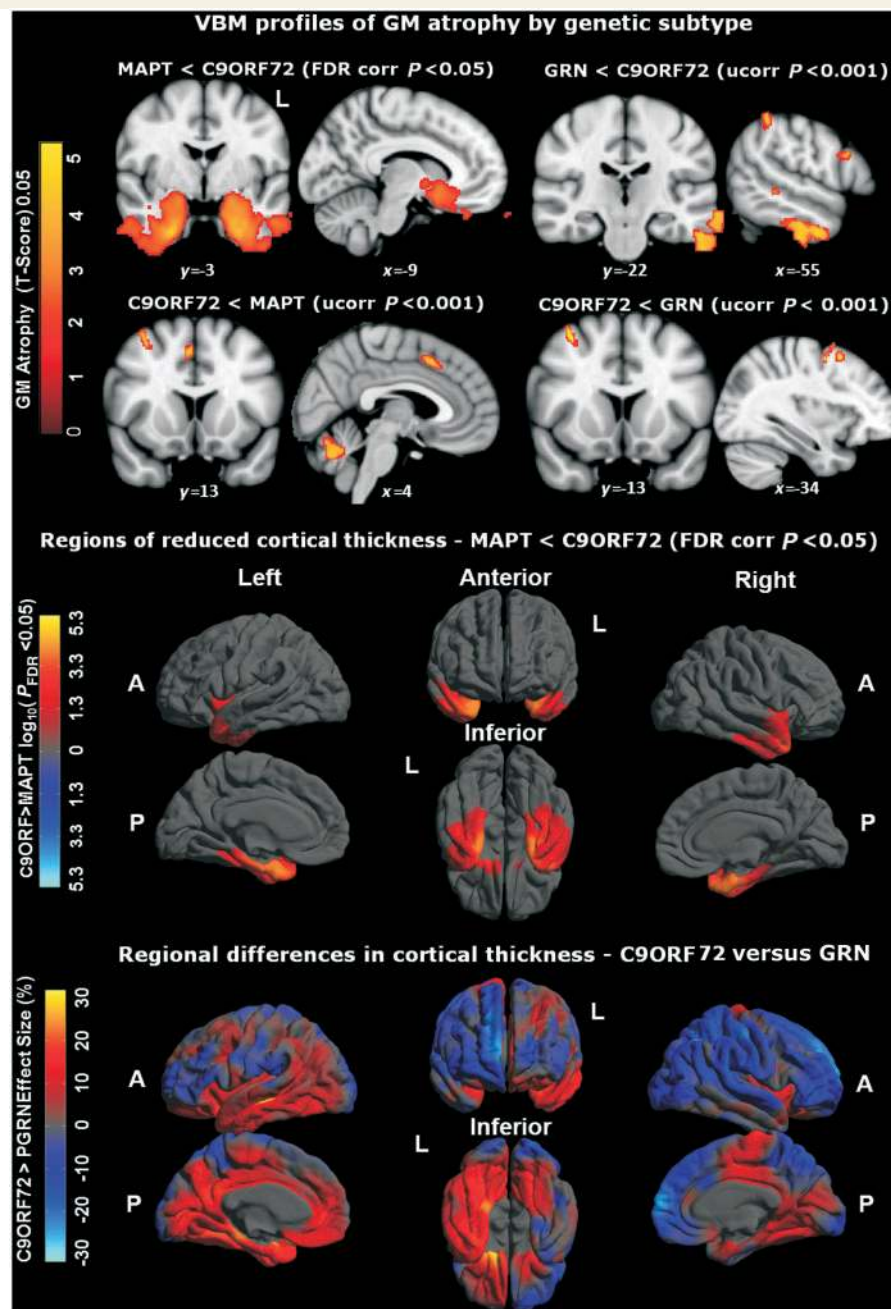 VBM profiles of GM atrophy by genetic subtype
MAPT < C9ORF72 (FDR corr P <0.05)
GRN < C9ORF72 (ucorr P <0.001)
L
GM Atrophy (T-Score) 0.05
5
4
3
2
1
0
y=-3
x=-9
y=-22
x=-55
C9ORF72 < MAPT (ucorr P <0.001)
C9ORF72 < GRN (ucorr P < 0.001)
y=13
x=4
y=-13
x=-34
Regions of reduced cortical thickness - MAPT < C9ORF72 (FDR corr P <0.05)
Left
Anterior
Right
C9ORF>MAPT log10(PFDR <0.05)
5.3
3.3
1.3
0
1.3
3.3
5.3
A
L
A
Inferior
L
P
P
Regional differences in cortical thickness - C9ORF72 versus GRN
C9ORF72> PGRNEffect Size (%)
30
20
10
0
-10
-20
-30
L
A
A
Inferior
L
P
P